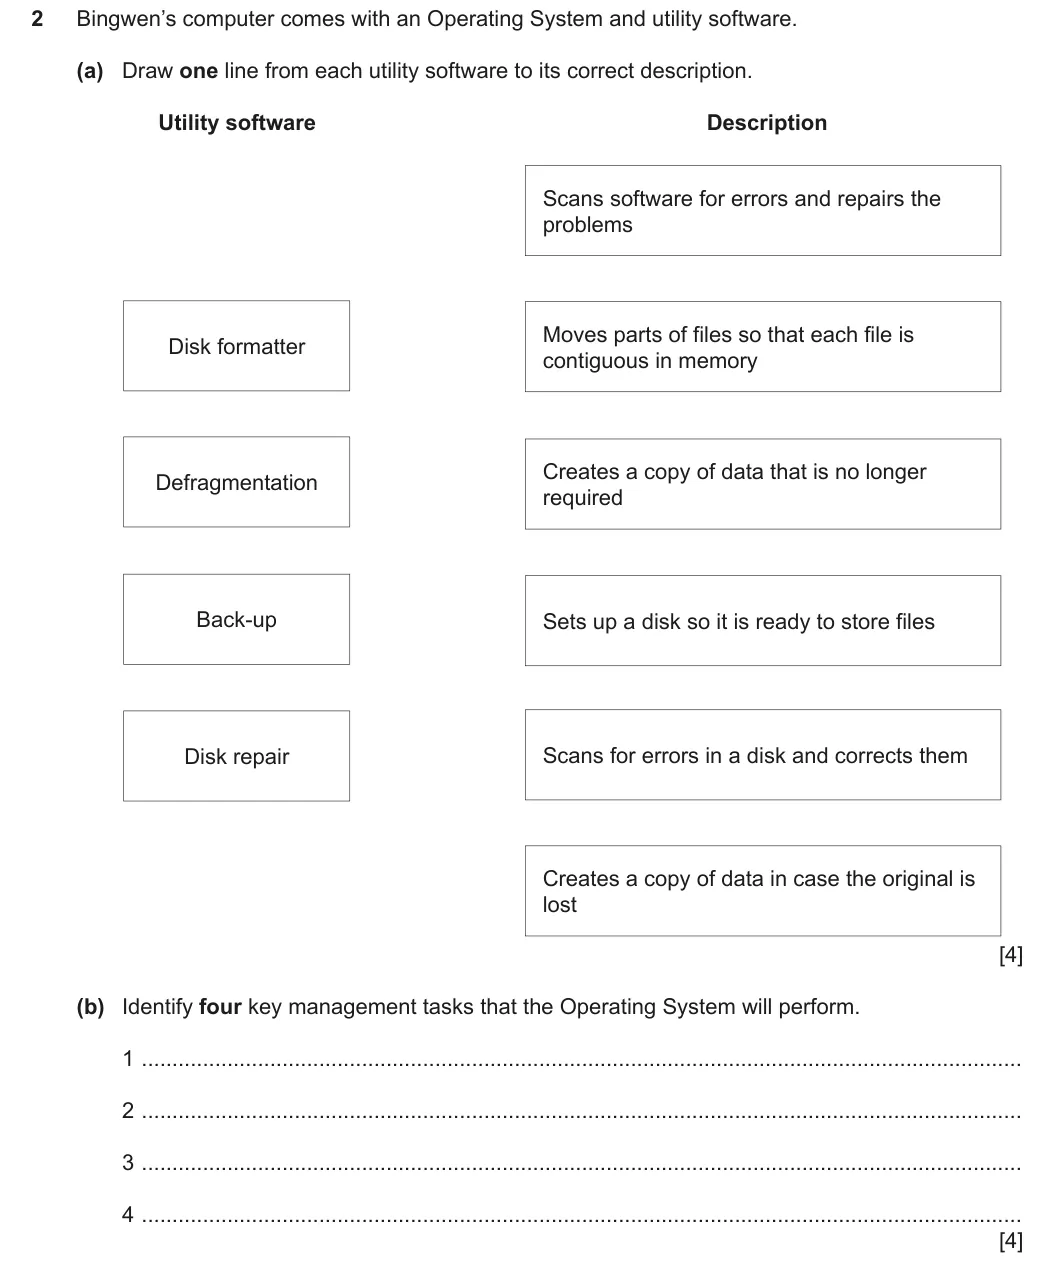 2 Bingwen’s computer comes with an Operating System and utility software.
(a) Draw one line from each utility software to its correct description.
Utility software Description
Scans software for errors and repairs the
problems
Disk formatter
Moves parts of files so that each file is
contiguous in memory
Defragmentation
Creates a copy of data that is no longer
required
Back-up
Sets up a disk so it is ready to store files
Disk repair
Scans for errors in a disk and corrects them
Creates a copy of data in case the original is
lost
[4]
(b) Identify four key management tasks that the Operating System will perform.
1 ................................................................................................................................................
2 ................................................................................................................................................
3 ................................................................................................................................................
4 ................................................................................................................................................
[4]